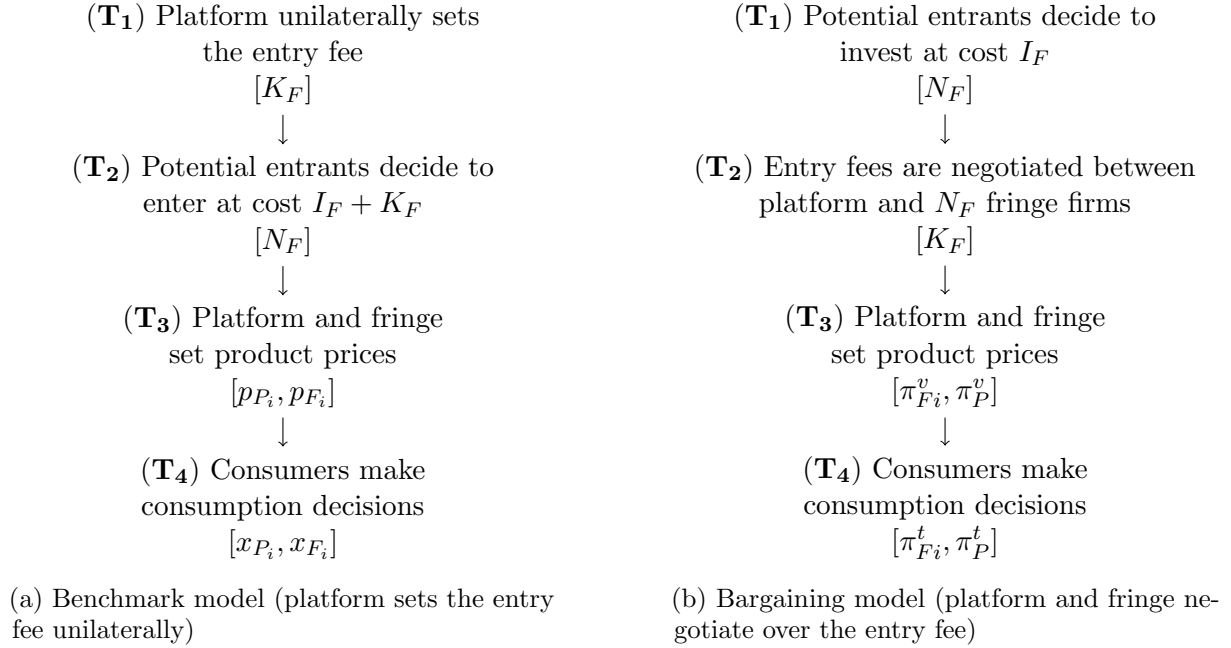 (T₁) Platform unilaterally sets
the entry fee
[K_F]
↓
(T₂) Potential entrants decide to
enter at cost I_F + K_F
[N_F]
↓
(T₃) Platform and fringe
set product prices
[p_{P_i}, p_{F_i}]
↓
(T₄) Consumers make
consumption decisions
[x_{P_i}, x_{F_i}]
(a) Benchmark model (platform sets the entry
fee unilaterally)
(T₁) Potential entrants decide to
invest at cost I_F
[N_F]
↓
(T₂) Entry fees are negotiated between
platform and N_F fringe firms
[K_F]
↓
(T₃) Platform and fringe
set product prices
[π^v_{Fi}, π^v_P]
↓
(T₄) Consumers make
consumption decisions
[π^t_{Fi}, π^t_P]
(b) Bargaining model (platform and fringe ne-
gotiate over the entry fee)